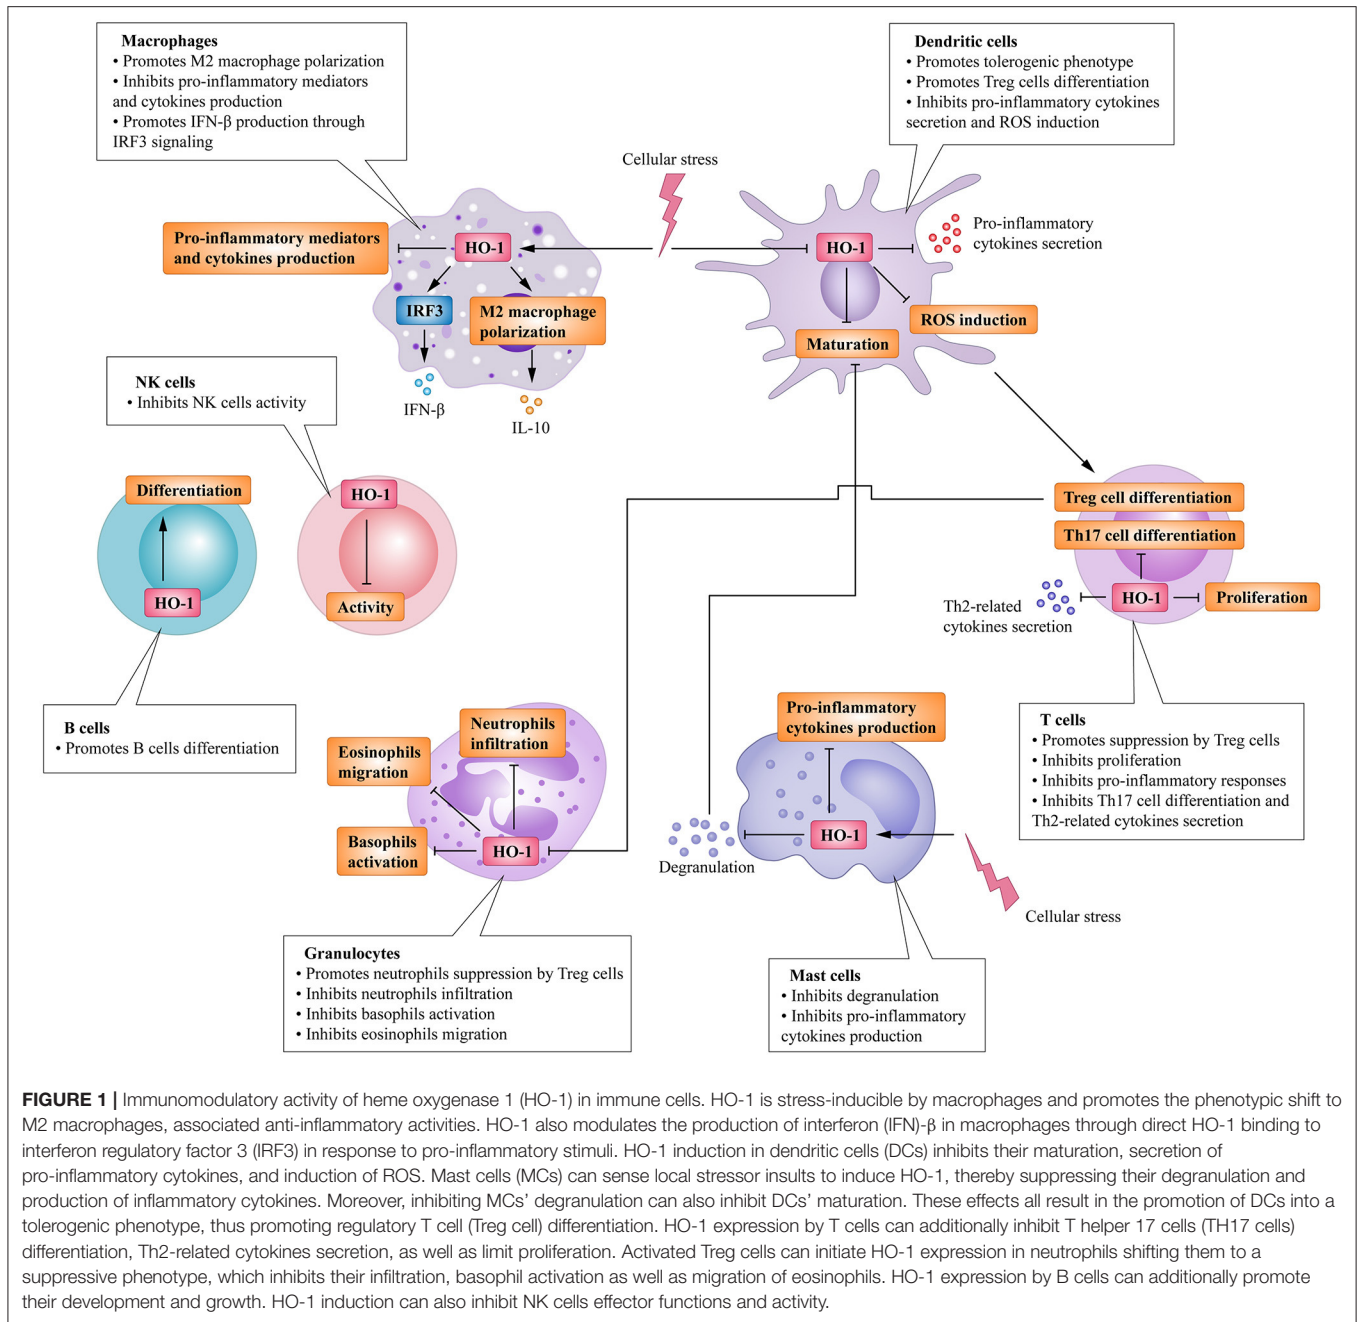 Macrophages
• Promotes M2 macrophage polarization
• Inhibits pro-inflammatory mediators
and cytokines production
• Promotes IFN-β production through
IRF3 signaling
Dendritic cells
• Promotes tolerogenic phenotype
• Promotes Treg cells differentiation
• Inhibits pro-inflammatory cytokines
secretion and ROS induction
Cellular stress
Pro-inflammatory mediators
and cytokines production
HO-1
IRF3
M2 macrophage
polarization
IFN-β
IL-10
HO-1
Pro-inflammatory
cytokines secretion
ROS induction
Maturation
NK cells
• Inhibits NK cells activity
Differentiation
HO-1
HO-1
Activity
Treg cell differentiation
Th17 cell differentiation
Th2-related
cytokines secretion
HO-1
Proliferation
B cells
• Promotes B cells differentiation
Neutrophils
infiltration
Eosinophils
migration
Basophils
activation
HO-1
Pro-inflammatory
cytokines production
HO-1
Degranulation
Cellular stress
T cells
• Promotes suppression by Treg cells
• Inhibits proliferation
• Inhibits pro-inflammatory responses
• Inhibits Th17 cell differentiation and
Th2-related cytokines secretion
Granulocytes
• Promotes neutrophils suppression by Treg cells
• Inhibits neutrophils infiltration
• Inhibits basophils activation
• Inhibits eosinophils migration
Mast cells
• Inhibits degranulation
• Inhibits pro-inflammatory
cytokines production
FIGURE 1 | Immunomodulatory activity of heme oxygenase 1 (HO-1) in immune cells. HO-1 is stress-inducible by macrophages and promotes the phenotypic shift to
M2 macrophages, associated anti-inflammatory activities. HO-1 also modulates the production of interferon (IFN)-β in macrophages through direct HO-1 binding to
interferon regulatory factor 3 (IRF3) in response to pro-inflammatory stimuli. HO-1 induction in dendritic cells (DCs) inhibits their maturation, secretion of
pro-inflammatory cytokines, and induction of ROS. Mast cells (MCs) can sense local stressor insults to induce HO-1, thereby suppressing their degranulation and
production of inflammatory cytokines. Moreover, inhibiting MCs' degranulation can also inhibit DCs' maturation. These effects all result in the promotion of DCs into a
tolerogenic phenotype, thus promoting regulatory T cell (Treg cell) differentiation. HO-1 expression by T cells can additionally inhibit T helper 17 cells (TH17 cells)
differentiation, Th2-related cytokines secretion, as well as limit proliferation. Activated Treg cells can initiate HO-1 expression in neutrophils shifting them to a
suppressive phenotype, which inhibits their infiltration, basophil activation as well as migration of eosinophils. HO-1 expression by B cells can additionally promote
their development and growth. HO-1 induction can also inhibit NK cells effector functions and activity.